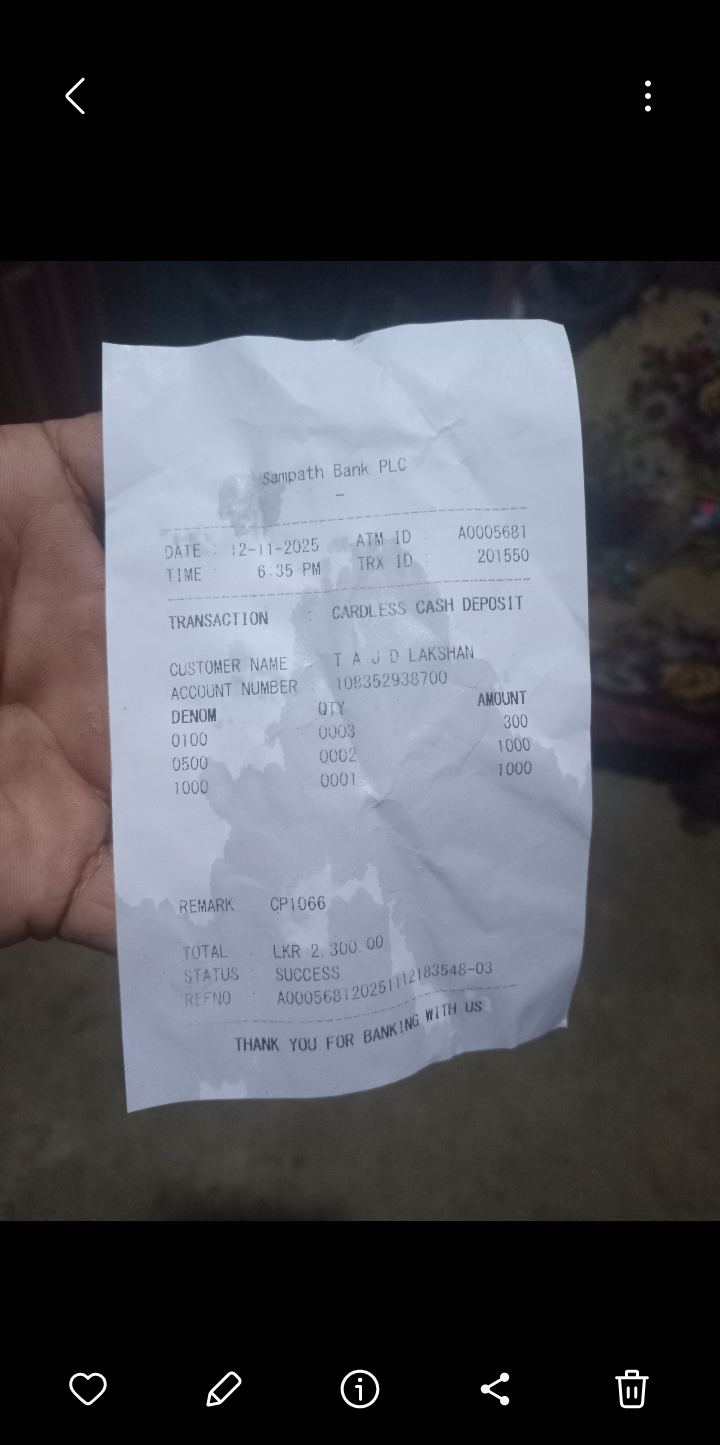 Sampath Bank PLC
DATE : 12-11-2025 ATM ID : A0005681
TIME : 6:35 PM TRX ID : 201550
TRANSACTION : CARDLESS CASH DEPOSIT
CUSTOMER NAME : T A J D LAKSHAN
ACCOUNT NUMBER : 108352938700
DENOM QTY AMOUNT
0100 0003 300
0500 0002 1000
1000 0001 1000
REMARK CP1066
TOTAL : LKR 2,300.00
STATUS : SUCCESS
REFNO : A000568120251112183548-03
THANK YOU FOR BANKING WITH US